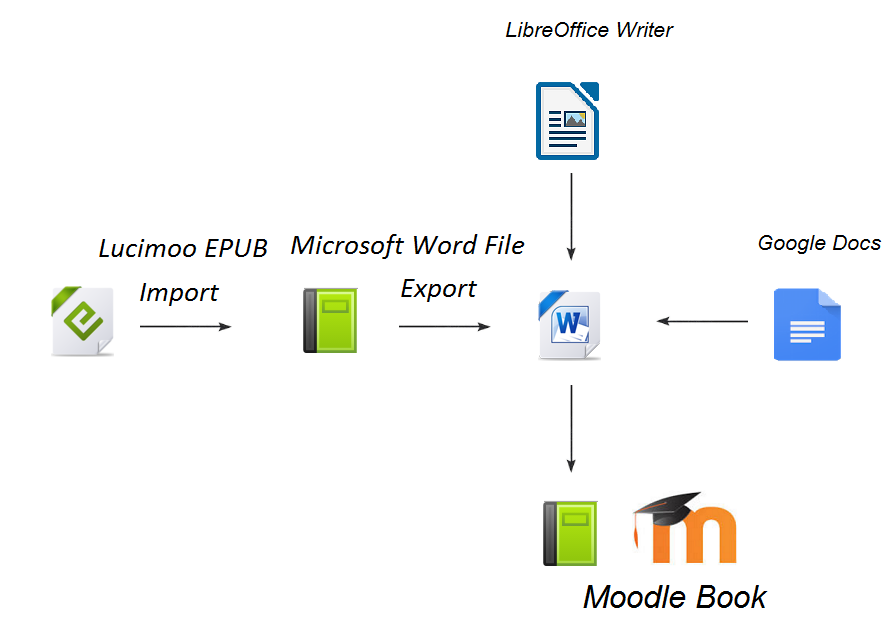 LibreOffice Writer
Google Docs
Lucimoo EPUB
Import
Microsoft Word File
Export
W
m
Moodle Book